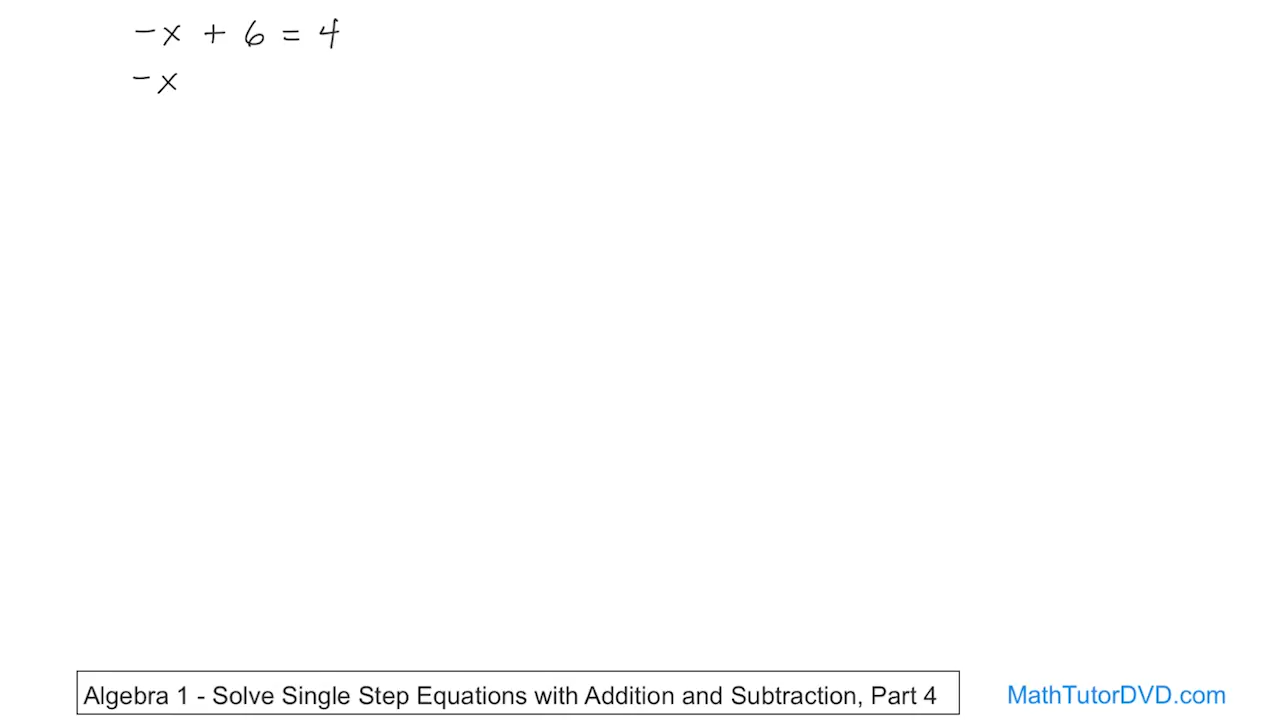 -x + 6 = 4
-x
Algebra 1 - Solve Single Step Equations with Addition and Subtraction, Part 4
MathTutorDVD.com